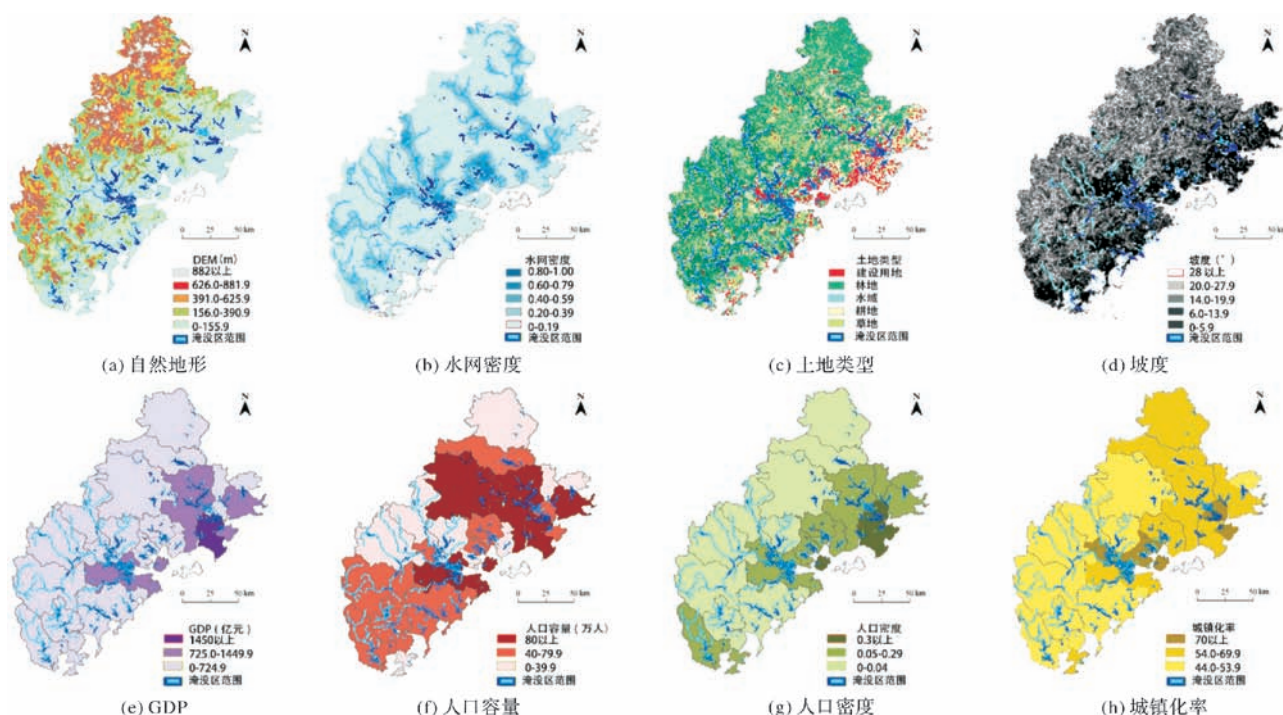 N
N
N
N
0 25 50 km
0 25 50 km
0 25 50 km
0 25 50 km
DEM(m)
882以上
626.0-881.9
391.0-625.9
156.0-390.9
0-155.9
淹没区范围
水网密度
0.80-1.00
0.60-0.79
0.40-0.59
0.20-0.39
0-0.19
淹没区范围
土地类型
建设用地
林地
水域
耕地
草地
淹没区范围
坡度(°)
28以上
20.0-27.9
14.0-19.9
6.0-13.9
0-5.9
淹没区范围
(a) 自然地形
(b) 水网密度
(c) 土地类型
(d) 坡度
N
N
N
N
0 25 50 km
0 25 50 km
0 25 50 km
0 25 50 km
GDP(亿元)
1450以上
725.0-1449.9
0-724.9
淹没区范围
人口容量(万人)
80以上
40-79.9
0-39.9
淹没区范围
人口密度
0.3以上
0.05-0.29
0-0.04
淹没区范围
城镇化率
70以上
54.0-69.9
44.0-53.9
淹没区范围
(e) GDP
(f) 人口容量
(g) 人口密度
(h) 城镇化率